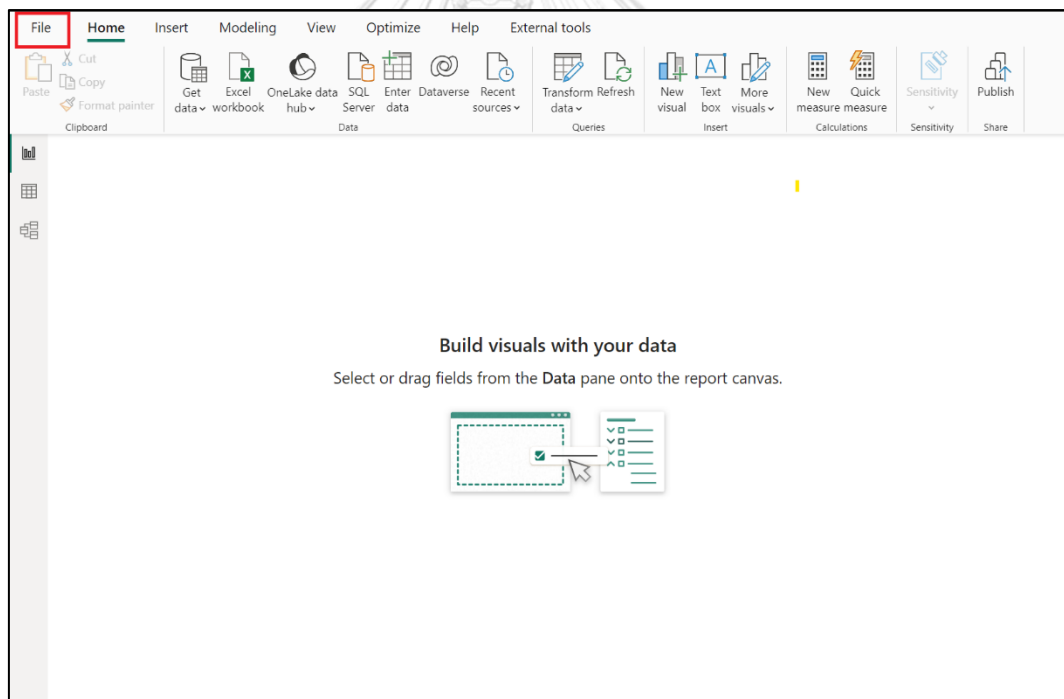 File Home Insert Modeling View Optimize Help External tools
Paste
Cut
Copy
Format painter
Clipboard
Get data
Excel workbook
OneLake data hub
SQL Server
Enter data
Dataverse
Recent sources
Data
Transform data
Refresh
Queries
New visual
A
Text box
More visuals
Insert
New measure
Quick measure
Calculations
Sensitivity
Sensitivity
Publish
Share
Build visuals with your data
Select or drag fields from the Data pane onto the report canvas.